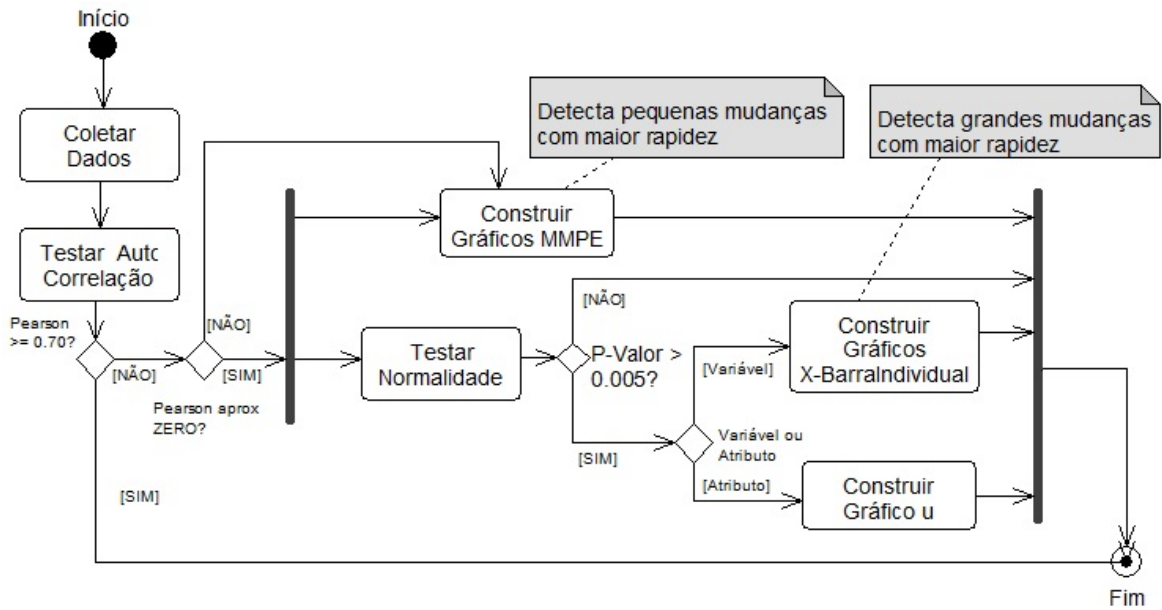 Início
Coletar
Dados
Testar Autc
Correlação
Pearson
>= 0.70?
[NÃO]
[SIM]
[NÃO]
[SIM]
Pearson aprox
ZERO?
Detecta pequenas mudanças
com maior rapidez
Construir
Gráficos MMPE
Testar
Normalidade
P-Valor >
0.005?
[NÃO]
[SIM]
Detecta grandes mudanças
com maior rapidez
[Variável]
Construir
Gráficos
X-BarraIndividual
Variável ou
Atributo
[Atributo]
Construir
Gráfico u
Fim